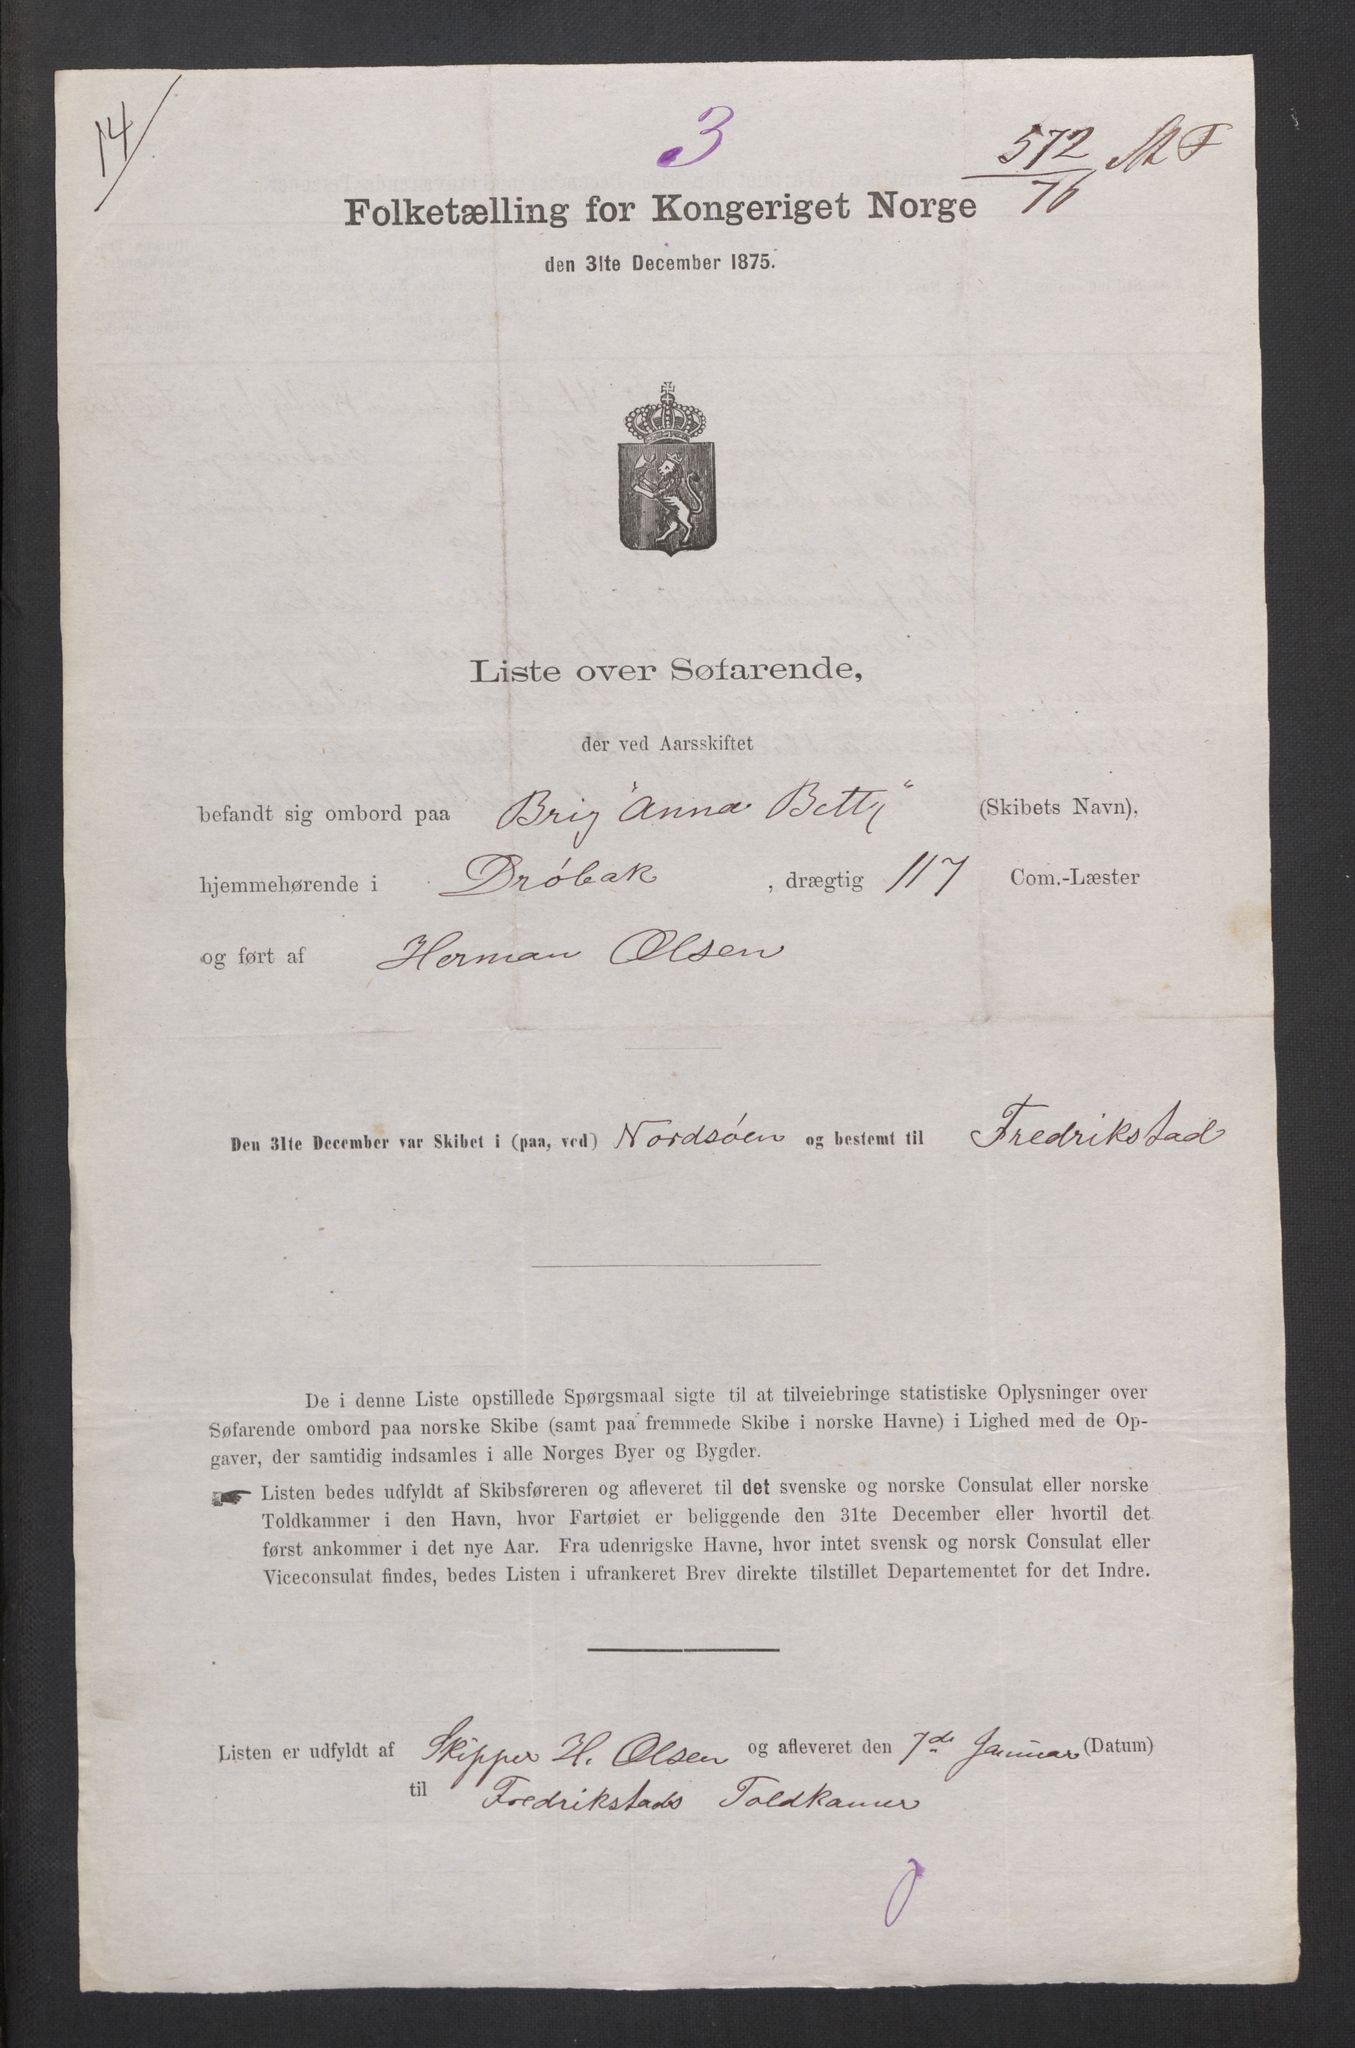 14
3
572
76
Folketælling for Kongeriget Norge
den 31te December 1875.
Liste over Søfarende,
der ved Aarsskiftet
befandt sig ombord paa Brig "Anna Betty" (Skibets Navn),
hjemmehørende i Drøbak, drægtig 117 Com.-Læster
og ført af Herman Olsen
Den 31te December var Skibet i (paa, ved) Nordsøen og bestemt til Fredrikstad
De i denne Liste opstillede Spørgsmaal sigte til at tilveiebringe statistiske Oplysninger over
Søfarende ombord paa norske Skibe (samt paa fremmede Skibe i norske Havne) i Lighed med de Op-
gaver, der samtidig indsamles i alle Norges Byer og Bygder.
☛ Listen bedes udfyldt af Skibsføreren og afleveret til det svenske og norske Consulat eller norske
Toldkammer i den Havn, hvor Fartøiet er beliggende den 31te December eller hvortil det
først ankommer i det nye Aar. Fra udenrigske Havne, hvor intet svensk og norsk Consulat eller
Viceconsulat findes, bedes Listen i ufrankeret Brev direkte tilstillet Departementet for det Indre.
Listen er udfyldt af Skipper H. Olsen og afleveret den 7de Januar (Datum)
til Fredrikstads Toldkamer